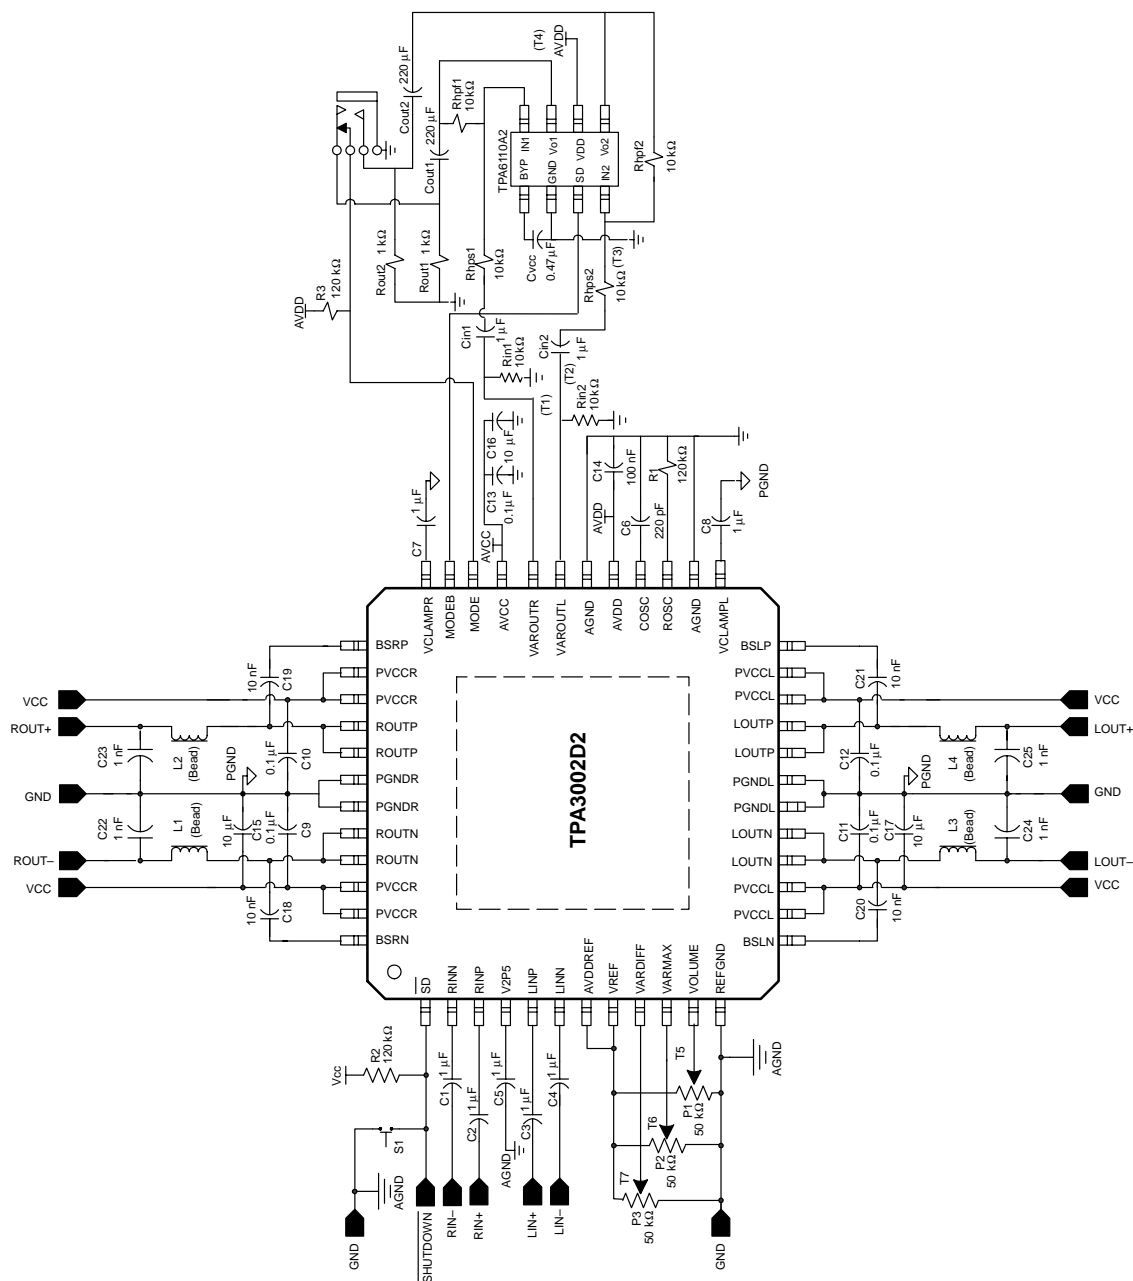 220 µF
Cout2
(T4)
AVDD
Rhpf1
10 kΩ
220 µF
Cout1
TPA6110A2
BYP IN1
GND Vo1
SD VDD
IN2 Vo2
Rhpf2
10 kΩ
Cvcc
0.47 µF
R3
120 kΩ
AVDD
Rout2 1 kΩ
Rout1 1 kΩ
Rhps1
10 kΩ
Rhps2
10 kΩ
(T3)
Cin1
1 µF
Cin2
1 µF
Rin1
10 kΩ
(T2)
(T1)
Rin2
10 kΩ
C16
10 µF
C13
0.1 µF
AVCC
C7
1 µF
C14
100 nF
AVDD
C6
220 pF
R1
120 kΩ
C8
1 µF
PGND
VCLAMPR
MODEB
MODE
AVCC
VAROUTR
VAROUTL
AGND
AVDD
COSC
ROSC
AGND
VCLAMPL
VCC
ROUT+
GND
ROUT–
VCC
C23
1 nF
C22
1 nF
L2
(Bead)
L1
(Bead)
PGND
10 nF
C19
0.1 µF
C10
10 µF
C15
0.1 µF
C9
10 nF
C18
BSRP
PVCCR
PVCCR
ROUTP
ROUTP
PGNDR
PGNDR
ROUTN
ROUTN
PVCCR
PVCCR
BSRN
TPA3002D2
BSLP
PVCCL
PVCCL
LOUTP
LOUTP
PGNDL
PGNDL
LOUTN
LOUTN
PVCCL
PVCCL
BSLN
C21
10 nF
C12
0.1 µF
PGND
C11
0.1 µF
C17
10 µF
C20
10 nF
L4
(Bead)
L3
(Bead)
C25
1 nF
C24
1 nF
VCC
LOUT+
GND
LOUT–
VCC
SD
RINN
RINP
V2P5
LINP
LINN
AVDDREF
VREF
VARDIFF
VARMAX
VOLUME
REFGND
Vcc
R2
120 kΩ
S1
AGND
GND
SHUTDOWN
C1
1 µF
RIN–
C2
1 µF
RIN+
C5
1 µF
AGND
C3
1 µF
LIN+
C4
1 µF
LIN–
T5
P1
50 kΩ
T6
P2
50 kΩ
T7
P3
50 kΩ
AGND
GND